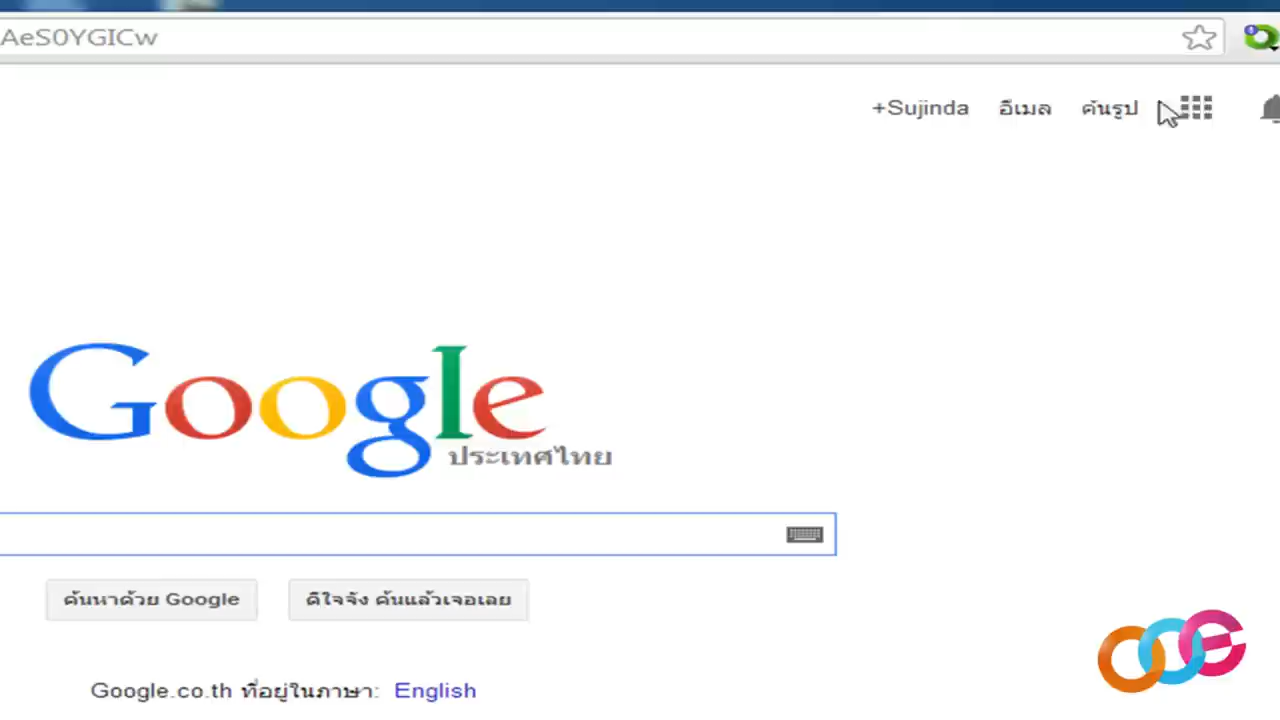 AeS0YGICw
+Sujinda อีเมล ค้นรูป
Google
ประเทศไทย
ค้นหาด้วย Google ดีใจจัง ค้นแล้วเจอเลย
Google.co.th ที่อยู่ในภาษา: English